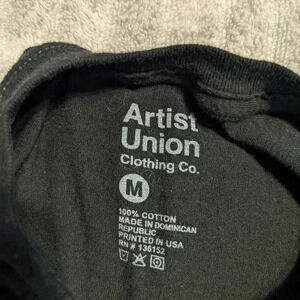 Artist
Union
Clothing Co.
M
100% COTTON
MADE IN DOMINICAN
REPUBLIC
PRINTED IN USA
RN # 136152